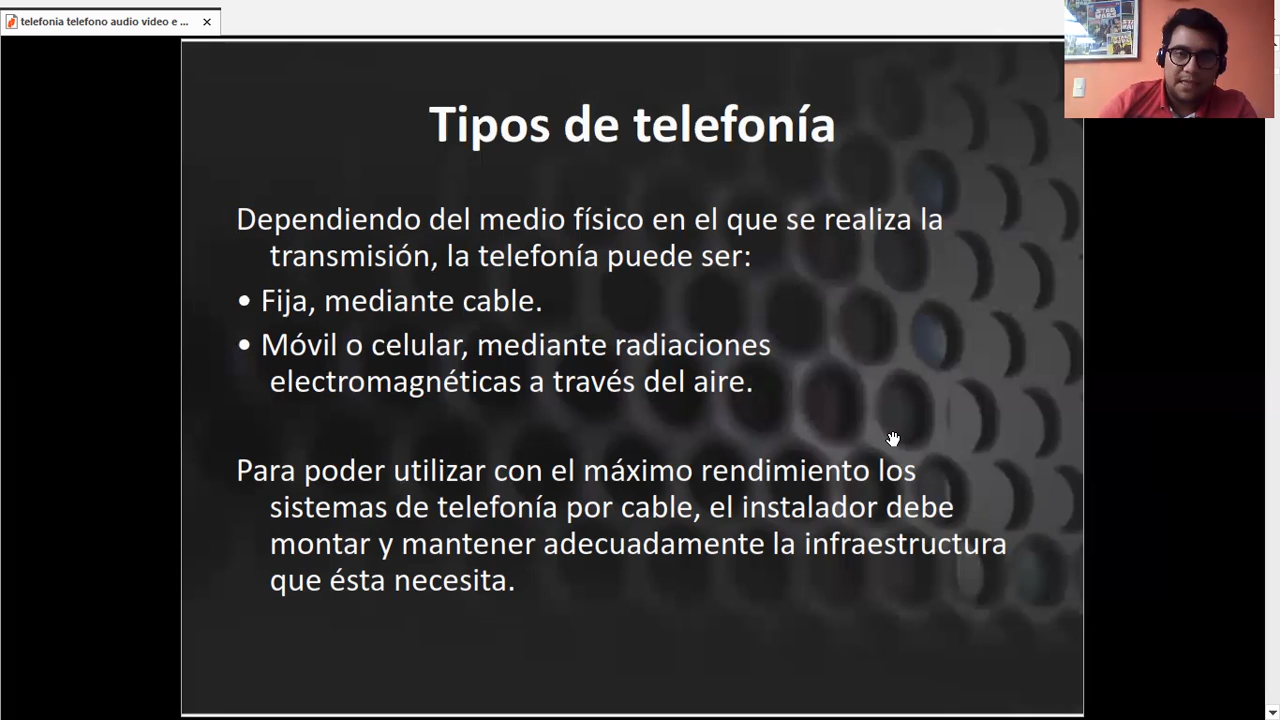 telefonia telefono audio video e ...
STAR
WARS
Tipos de telefonía
Dependiendo del medio físico en el que se realiza la
transmisión, la telefonía puede ser:
• Fija, mediante cable.
• Móvil o celular, mediante radiaciones
electromagnéticas a través del aire.
Para poder utilizar con el máximo rendimiento los
sistemas de telefonía por cable, el instalador debe
montar y mantener adecuadamente la infraestructura
que ésta necesita.